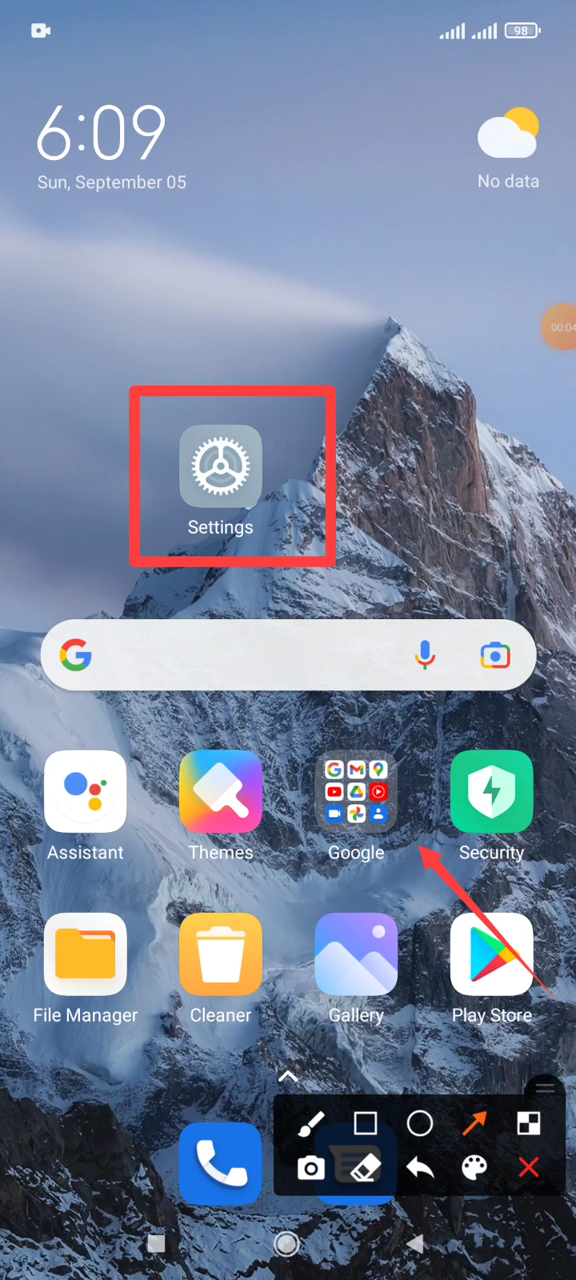 98
6:09
Sun, September 05
No data
00:04
Settings
Assistant
Themes
Google
Security
File Manager
Cleaner
Gallery
Play Store